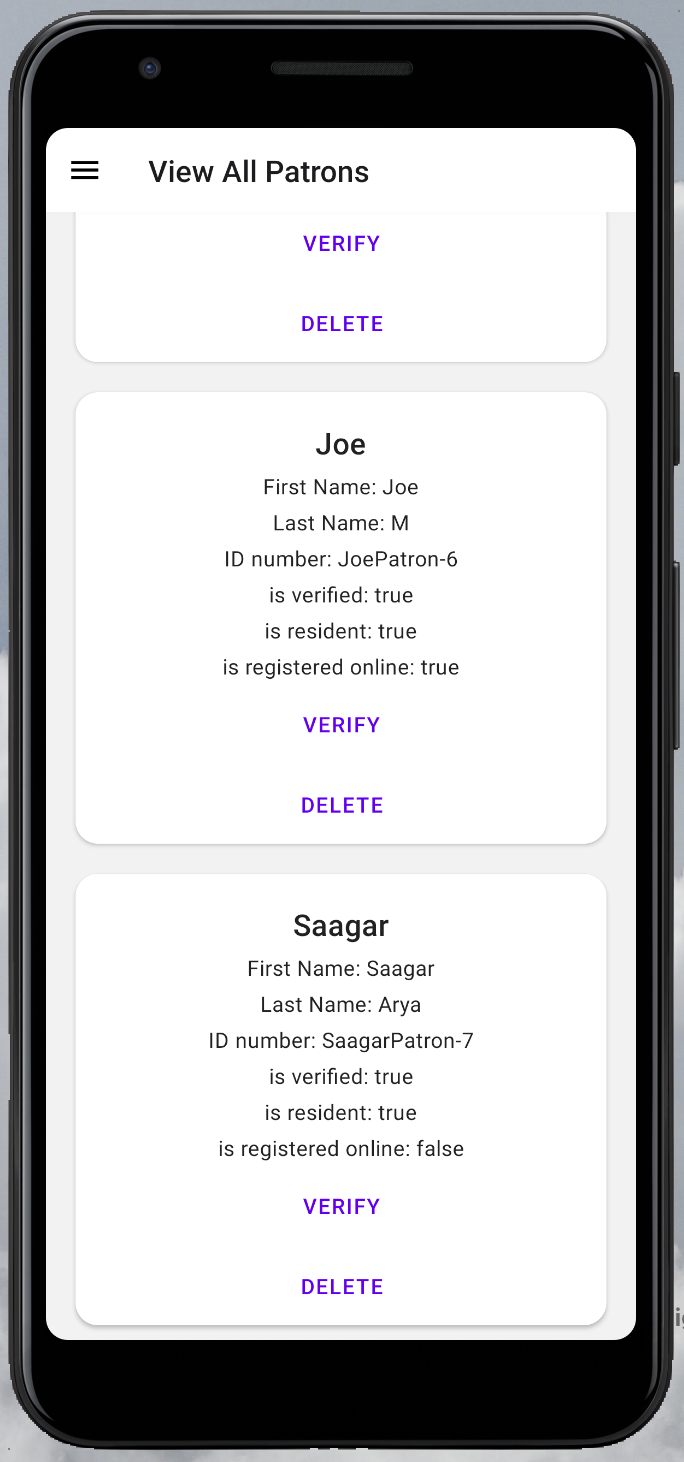 View All Patrons
VERIFY
DELETE
Joe
First Name: Joe
Last Name: M
ID number: JoePatron-6
is verified: true
is resident: true
is registered online: true
VERIFY
DELETE
Saagar
First Name: Saagar
Last Name: Arya
ID number: SaagarPatron-7
is verified: true
is resident: true
is registered online: false
VERIFY
DELETE